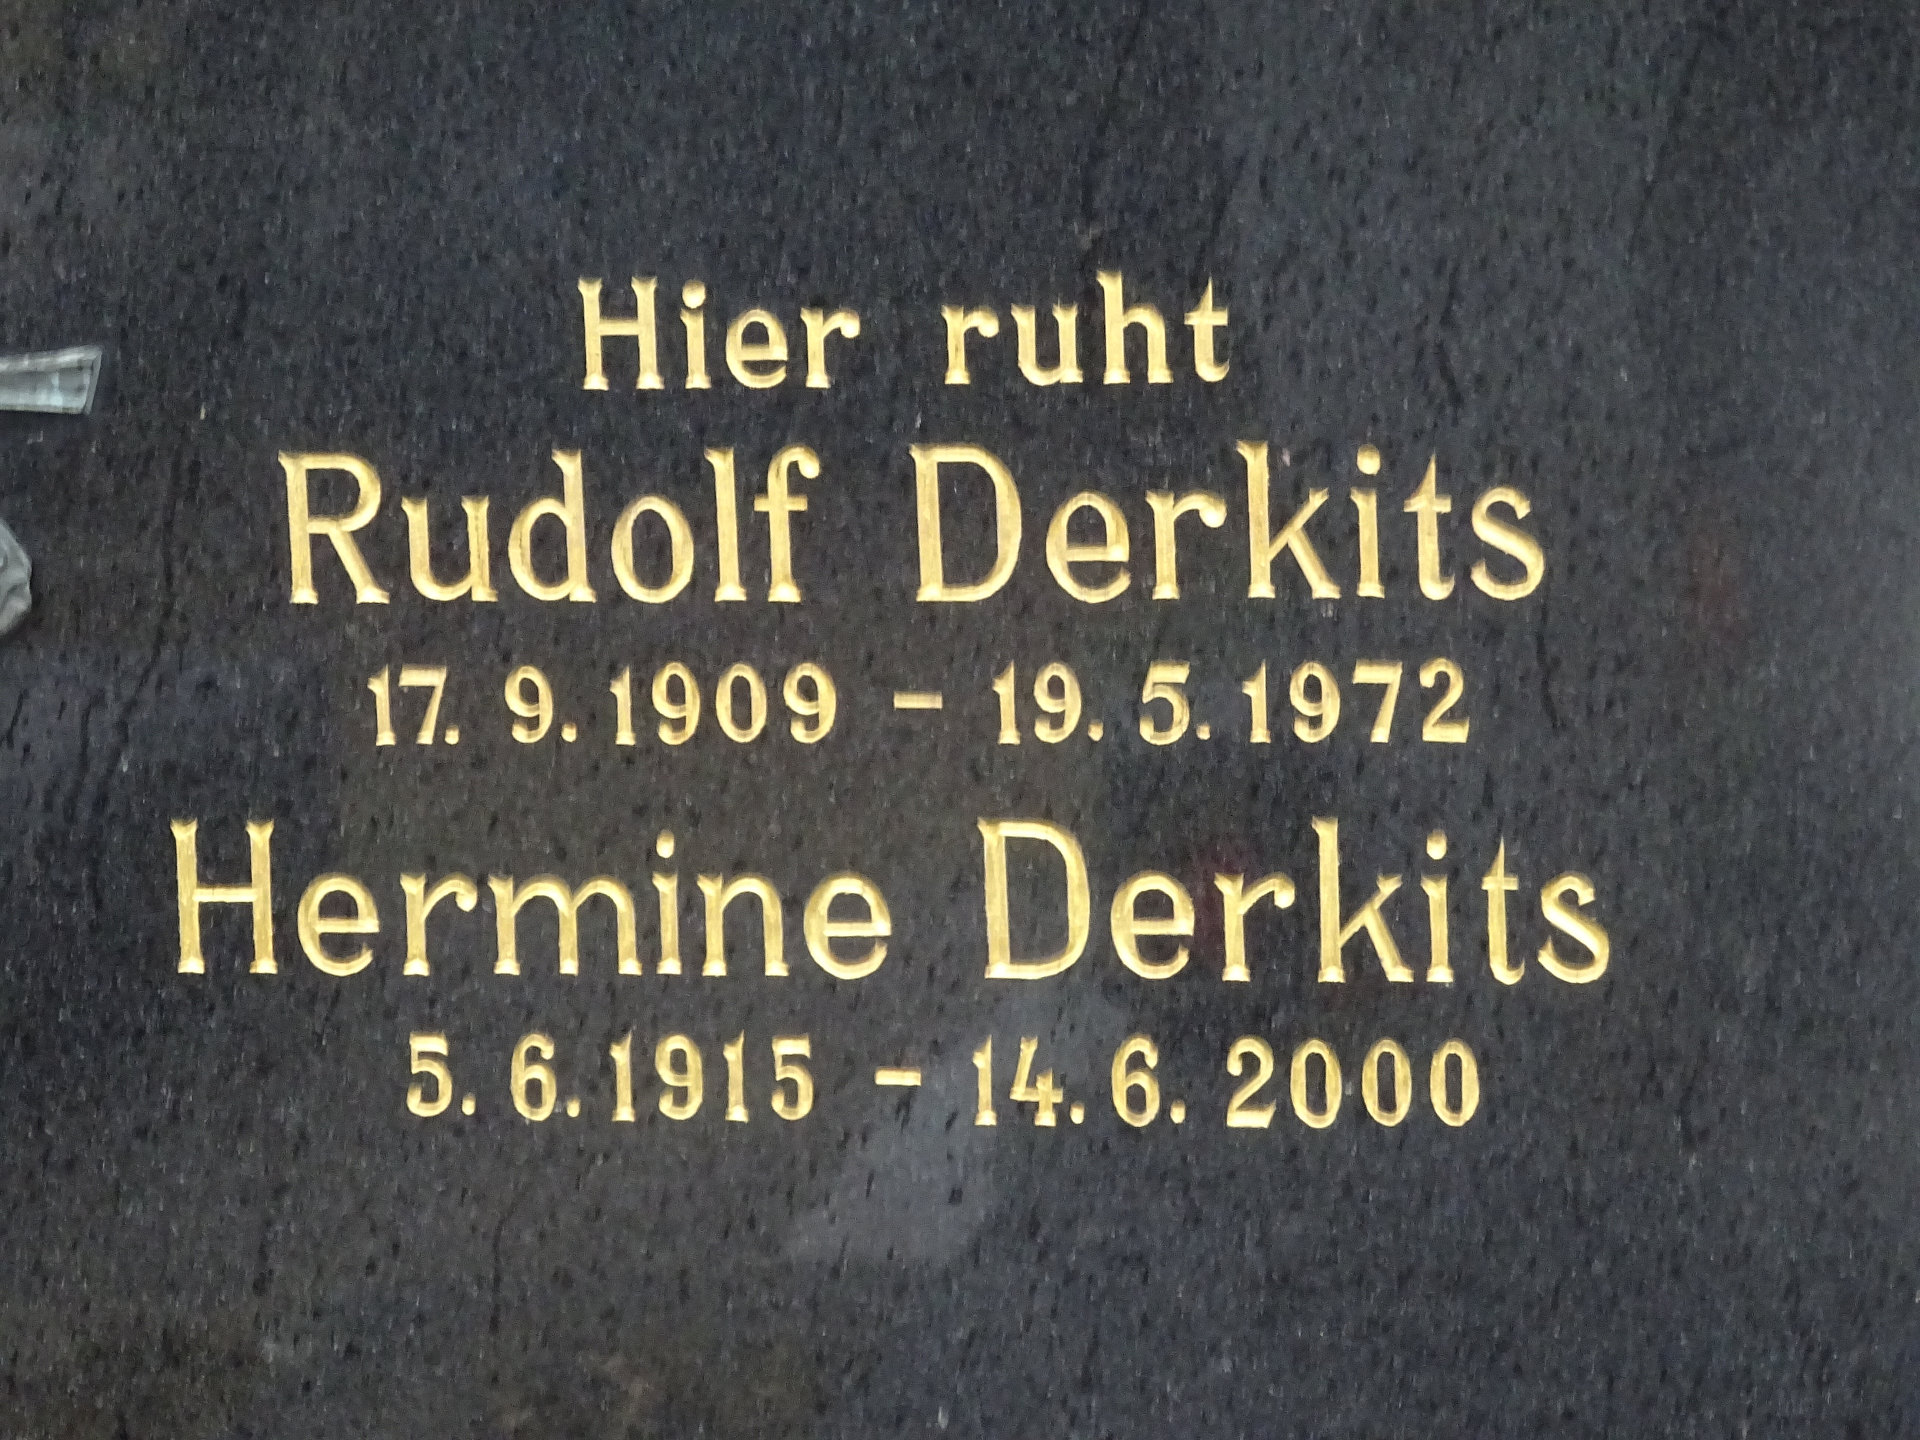 Hier ruht
Rudolf Derkits
17. 9. 1909 - 19. 5. 1972
Hermine Derkits
5. 6. 1915 - 14. 6. 2000